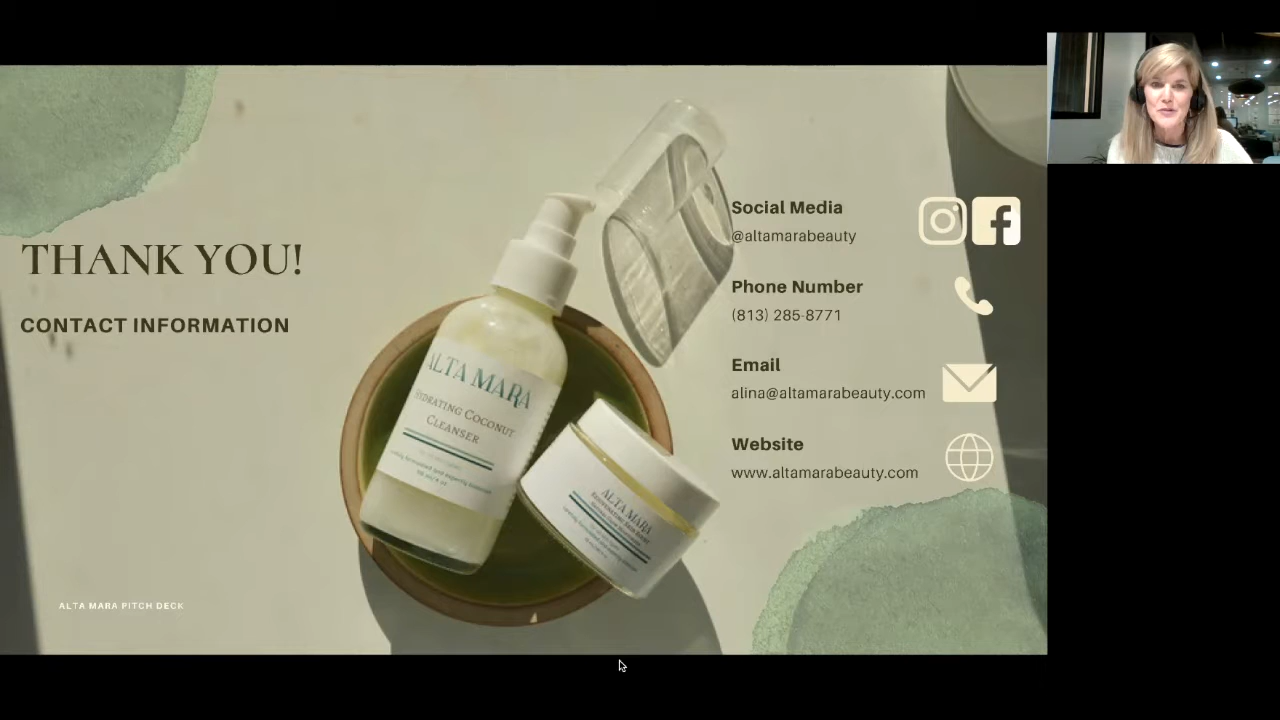 THANK YOU!
CONTACT INFORMATION
ALTA MARA
HYDRATING COCONUT
CLEANSER
ALTA MARA
Social Media
@altamarabeauty
Phone Number
(813) 285-8771
Email
alina@altamarabeauty.com
Website
www.altamarabeauty.com
ALTA MARA PITCH DECK